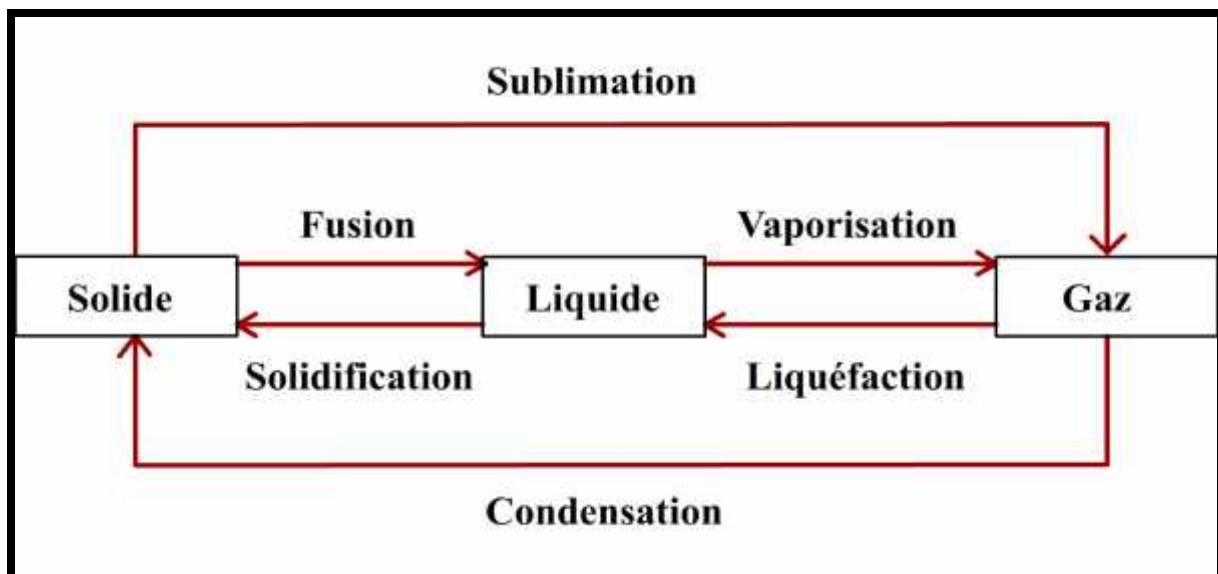 Sublimation
Fusion
Vaporisation
Solide
Liquide
Gaz
Solidification
Liquéfaction
Condensation